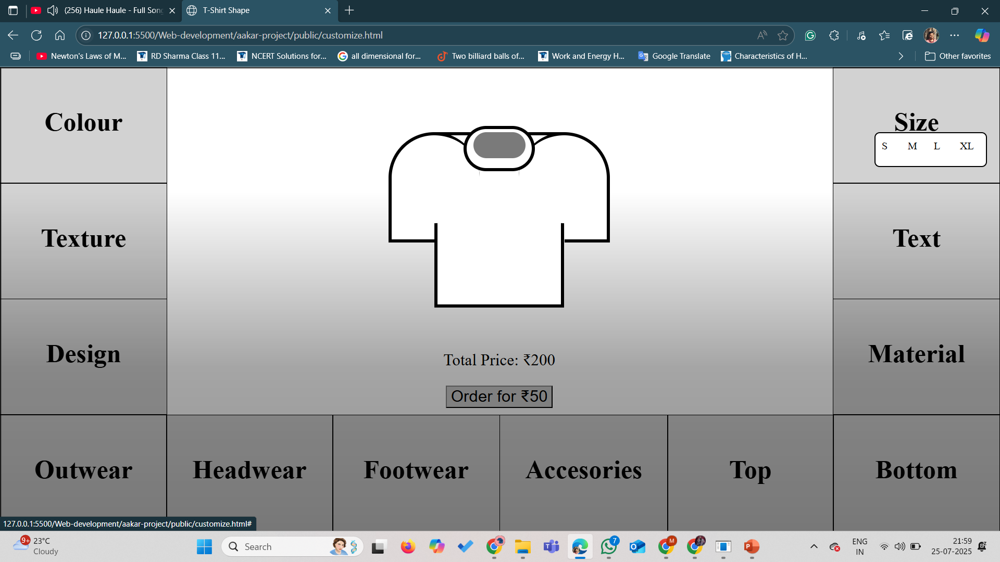 (256) Haule Haule - Full Song
T-Shirt Shape
127.0.0.1:5500/Web-development/aakar-project/public/customize.html
Newton's Laws of M...
RD Sharma Class 11...
NCERT Solutions for...
all dimensional for...
Two billiard balls of...
Work and Energy H...
Google Translate
Characteristics of H...
Other favorites
Colour
Size
S M L XL
Texture
Text
Design
Material
Total Price: ₹200
Order for ₹50
Outwear
Headwear
Footwear
Accesories
Top
Bottom
127.0.0.1:5500/Web-development/aakar-project/public/customize.html#
9+
23°C
Cloudy
Search
7
M
ENG
IN
21:59
25-07-2025